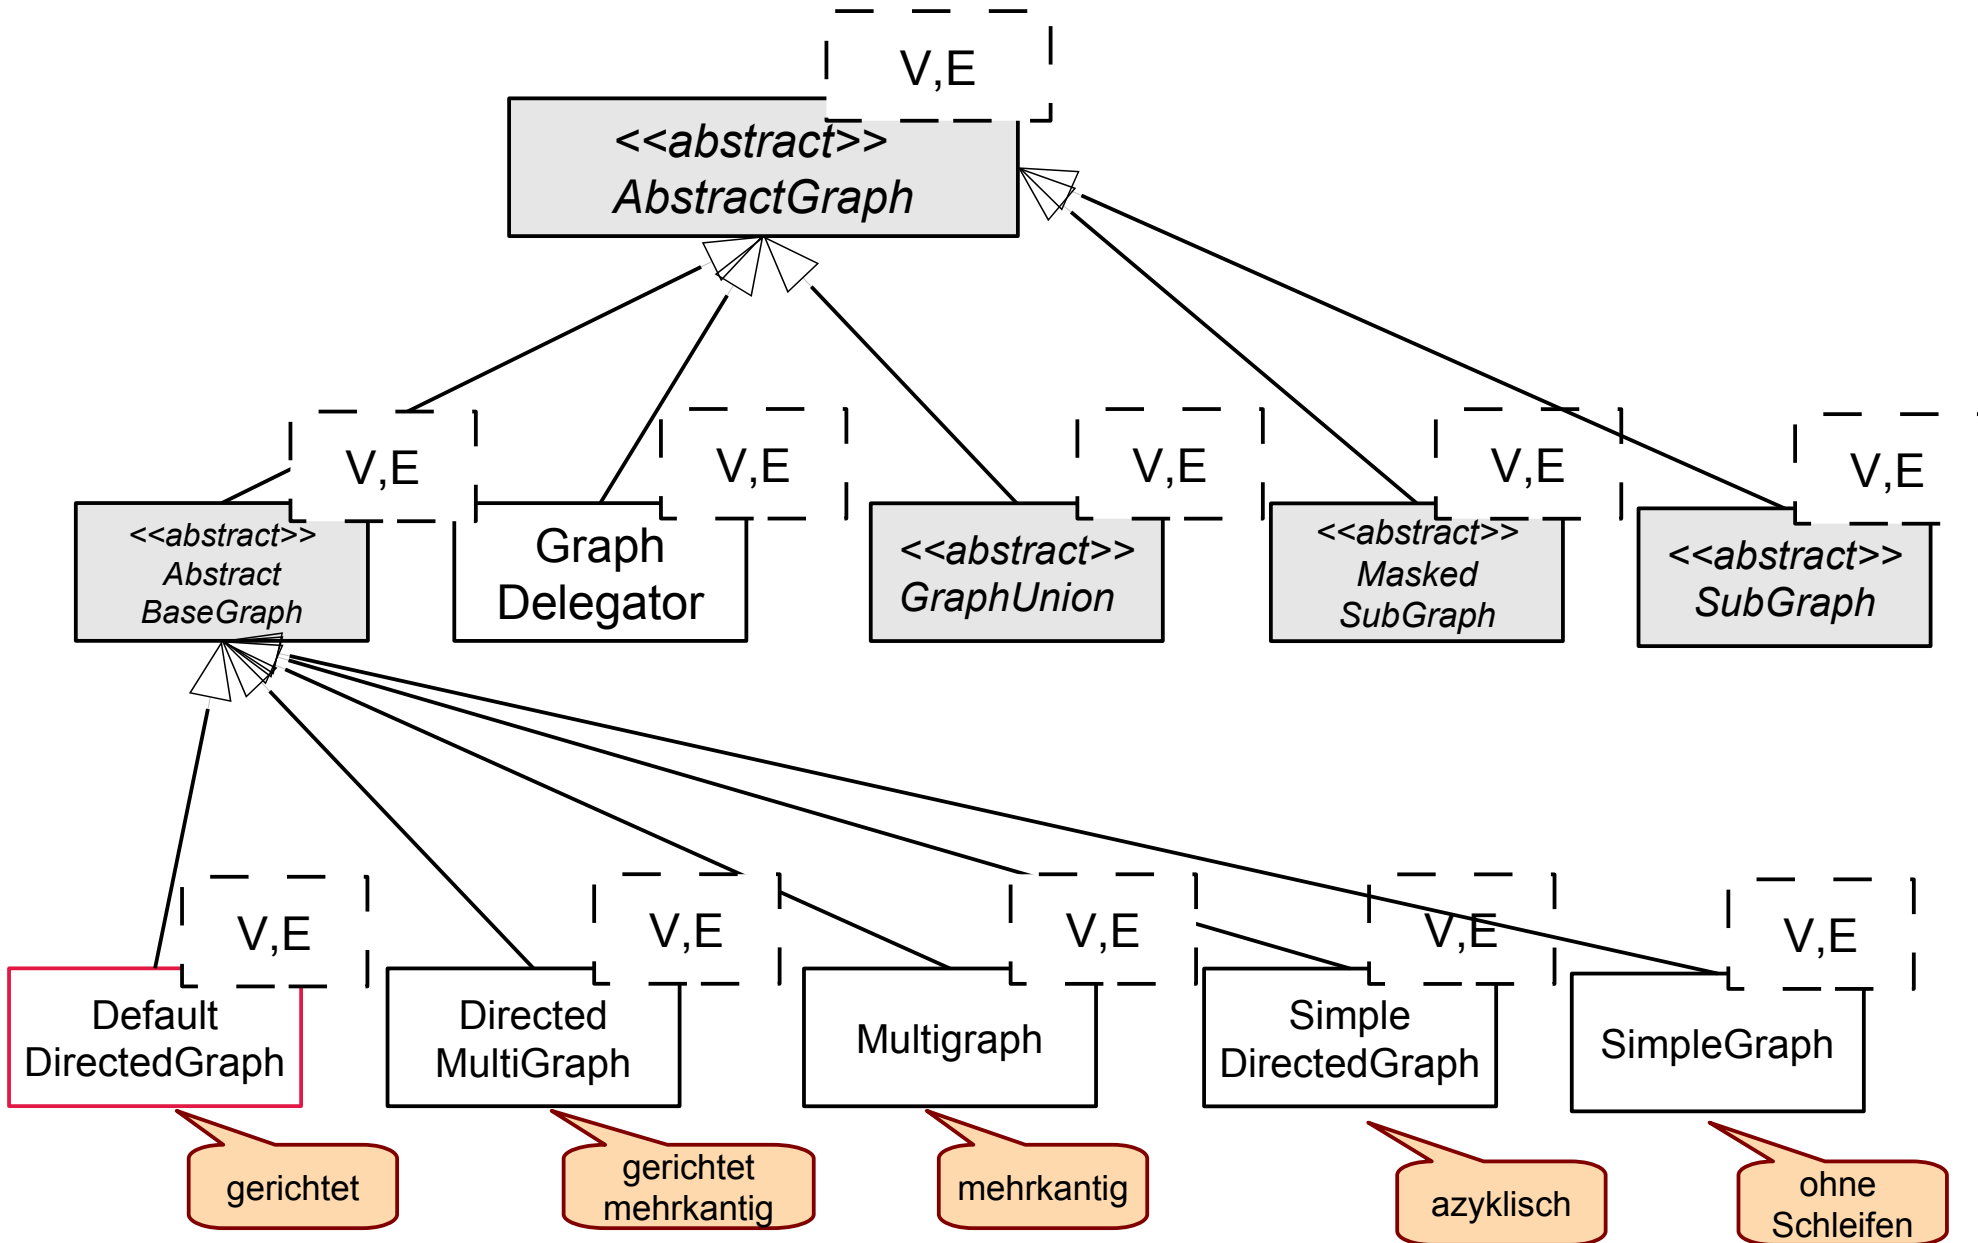 V,E
<<abstract>>
AbstractGraph
V,E
V,E
V,E
V,E
V,E
<<abstract>>
Abstract
BaseGraph
Graph
Delegator
<<abstract>>
GraphUnion
<<abstract>>
Masked
SubGraph
<<abstract>>
SubGraph
V,E
V,E
V,E
V,E
V,E
Default
DirectedGraph
Directed
MultiGraph
Multigraph
Simple
DirectedGraph
SimpleGraph
gerichtet
gerichtet
mehrkantig
mehrkantig
azyklisch
ohne
Schleifen